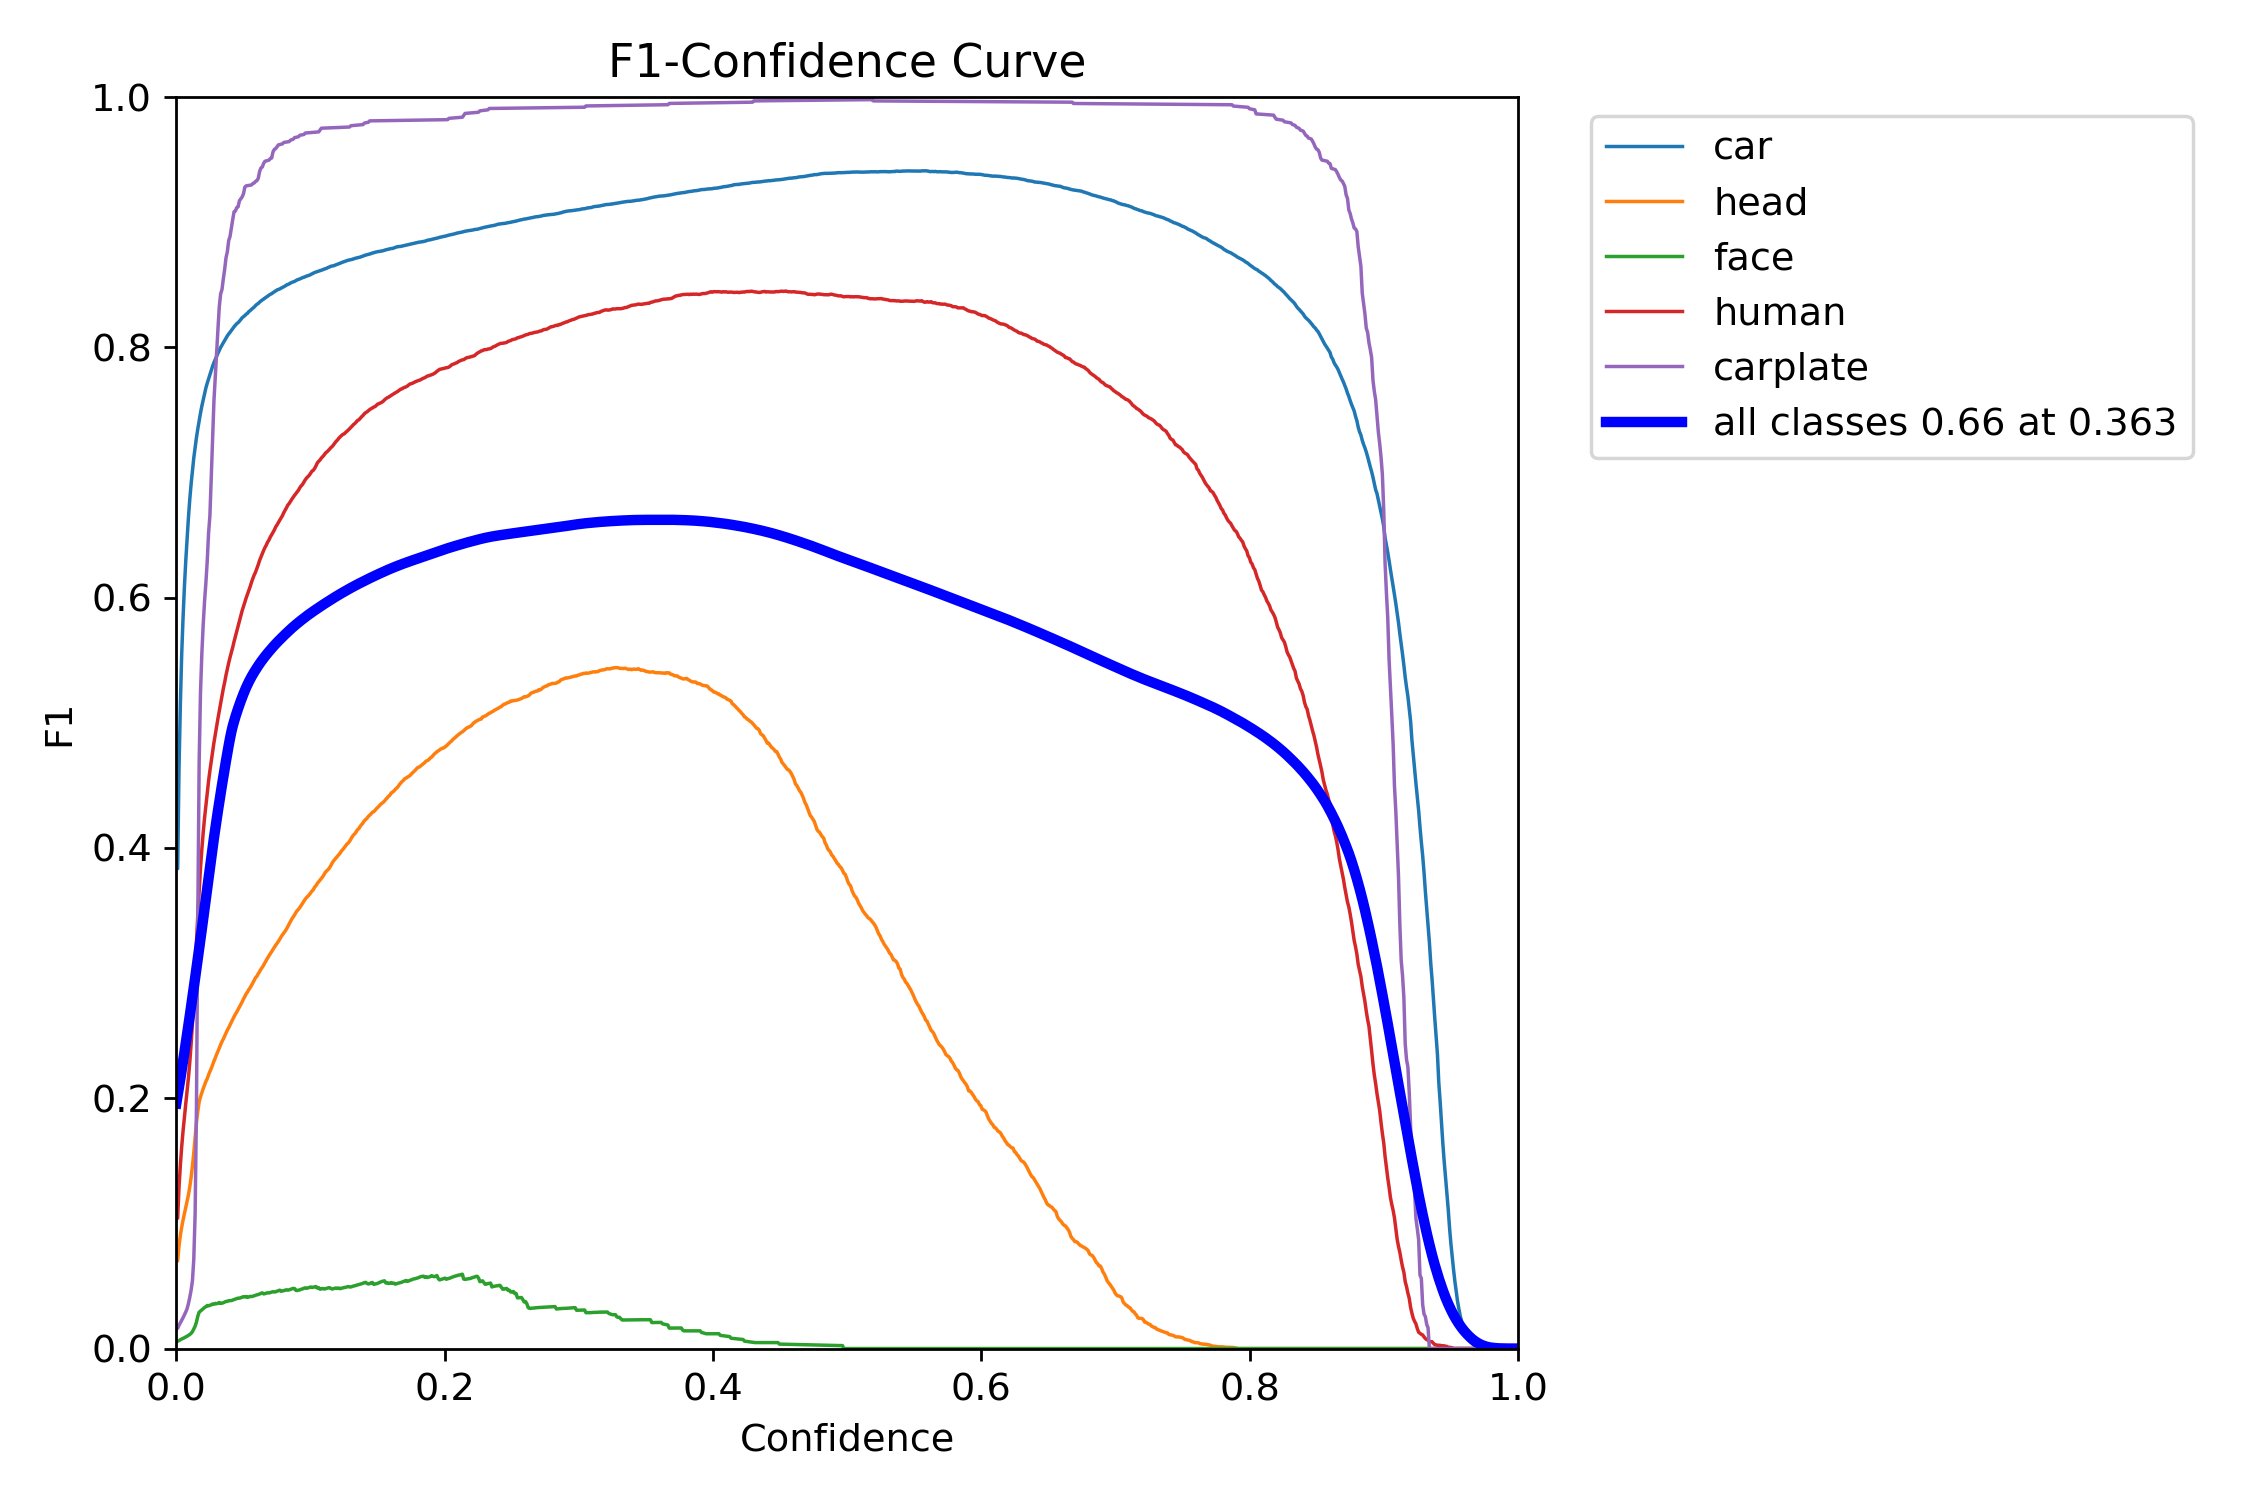 F1-Confidence Curve
1.0
0.8
0.6
0.4
0.2
0.0
F1
0.0 0.2 0.4 0.6 0.8 1.0
Confidence
car
head
face
human
carplate
all classes 0.66 at 0.363